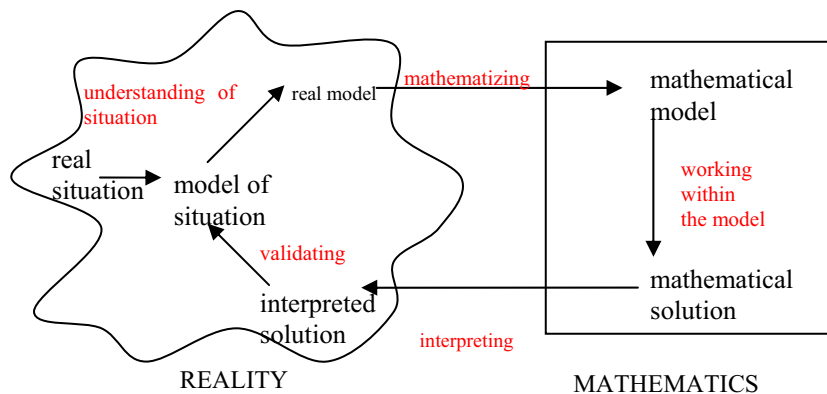 understanding of
situation
real model
mathematizing
mathematical
model
real
situation
model of
situation
working
within
the model
validating
interpreted
solution
mathematical
solution
interpreting
REALITY
MATHEMATICS